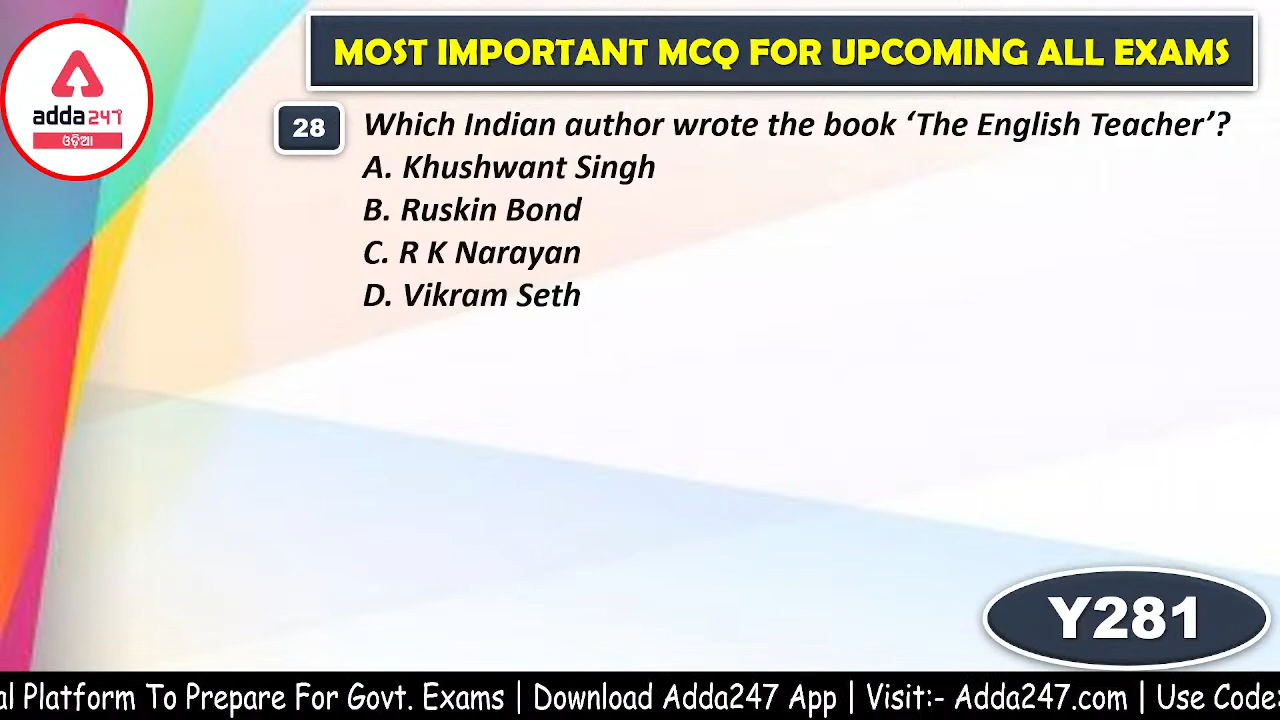 MOST IMPORTANT MCQ FOR UPCOMING ALL EXAMS
adda247
ଓଡ଼ିଆ
28 Which Indian author wrote the book ‘The English Teacher’?
A. Khushwant Singh
B. Ruskin Bond
C. R K Narayan
D. Vikram Seth
Y281
al Platform To Prepare For Govt. Exams | Download Adda247 App | Visit:- Adda247.com | Use Code: